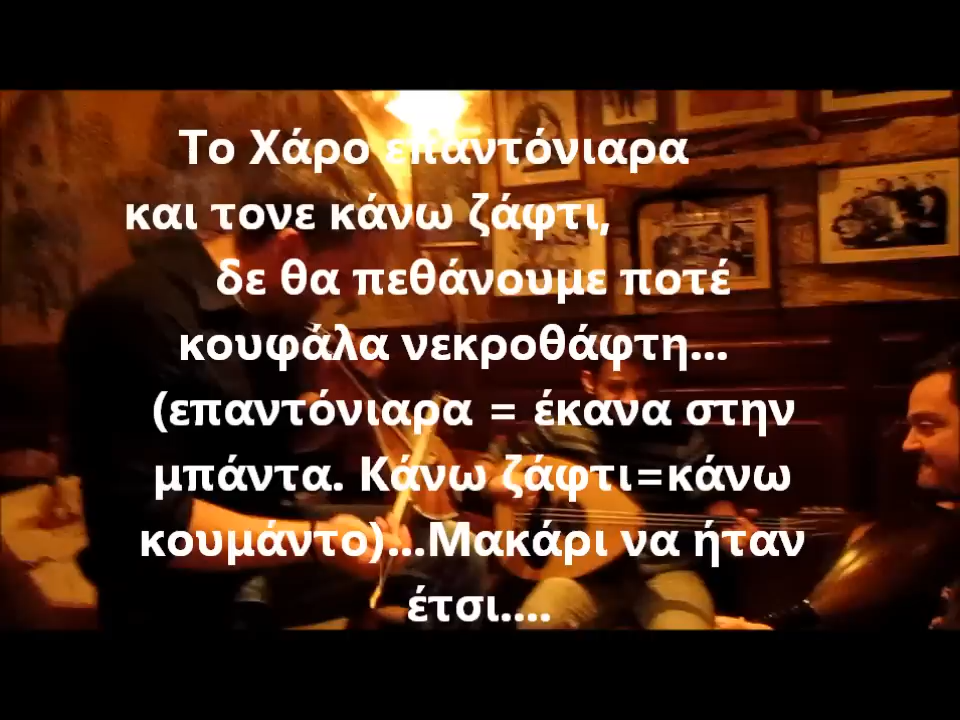 Το Χάρο επαντόνιαρα
και τονε κάνω ζάφτι,
δε θα πεθάνουμε ποτέ
κουφάλα νεκροθάφτη...
(επαντόνιαρα = έκανα στην
μπάντα. Κάνω ζάφτι=κάνω
κουμάντο)...Μακάρι να ήταν
έτσι....